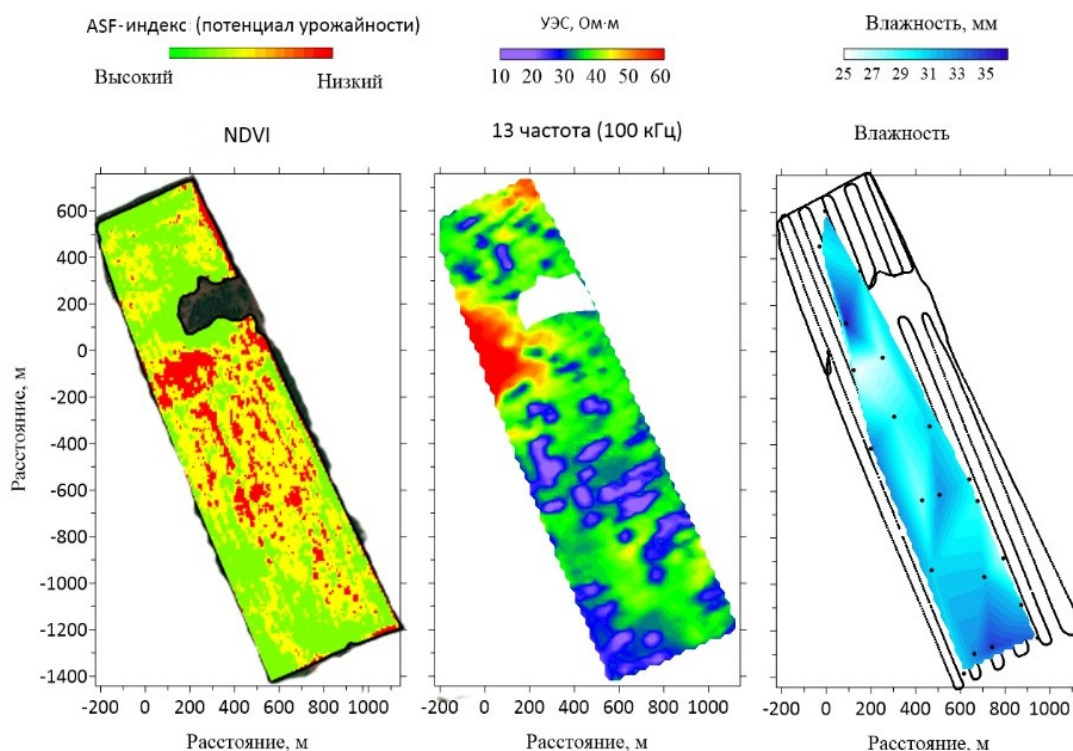 ASF-индекс: (потенциал урожайности)
Высокий
Низкий
УЭС, Ом·м
10 20 30 40 50 60
Влажность, мм
25 27 29 31 33 35
NDVI
13 частота (100 кГц)
Влажность
Расстояние, м
600
400
200
0
-200
-400
-600
-800
-1000
-1200
-1400
-200 0 200 400 600 800 1000
-200 0 200 400 600 800 1000
-200 0 200 400 600 800 1000
Расстояние, м
Расстояние, м
Расстояние, м